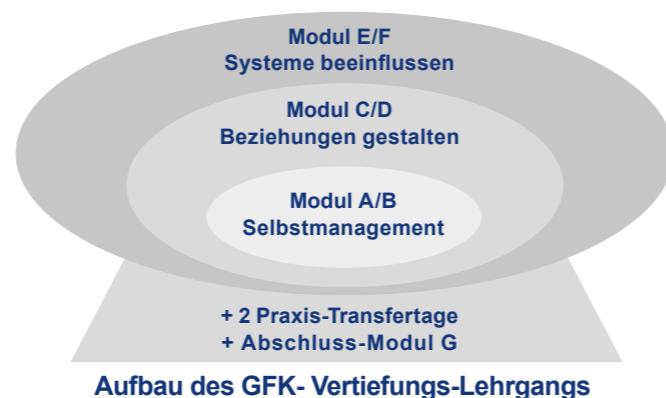 Modul E/F
Systeme beeinflussen
Modul C/D
Beziehungen gestalten
Modul A/B
Selbstmanagement
+ 2 Praxis-Transfertage
+ Abschluss-Modul G
Aufbau des GFK- Vertiefungs-Lehrgangs